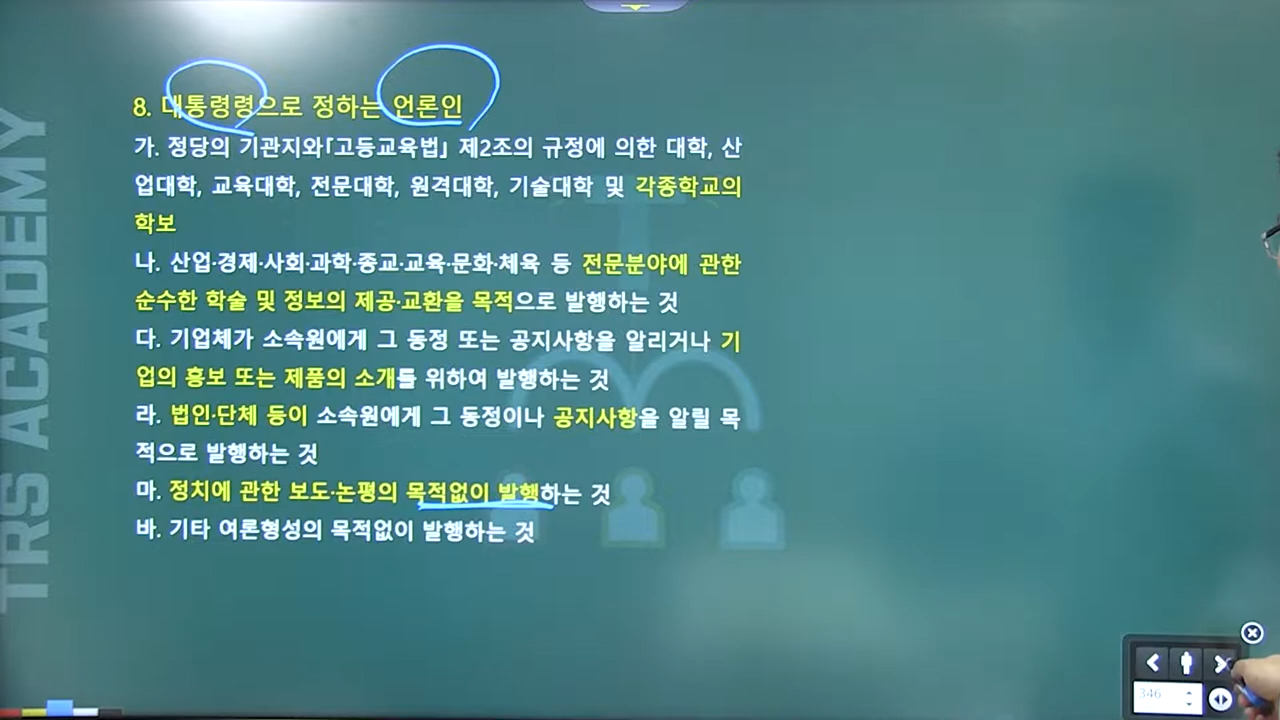 8. 대통령령으로 정하는 언론인
가. 정당의 기관지와「고등교육법」 제2조의 규정에 의한 대학, 산
업대학, 교육대학, 전문대학, 원격대학, 기술대학 및 각종학교의
학보
나. 산업·경제·사회·과학·종교·교육·문화·체육 등 전문분야에 관한
순수한 학술 및 정보의 제공·교환을 목적으로 발행하는 것
다. 기업체가 소속원에게 그 동정 또는 공지사항을 알리거나 기
업의 홍보 또는 제품의 소개를 위하여 발행하는 것
라. 법인·단체 등이 소속원에게 그 동정이나 공지사항을 알릴 목
적으로 발행하는 것
마. 정치에 관한 보도·논평의 목적없이 발행하는 것
바. 기타 여론형성의 목적없이 발행하는 것
TRS ACADEMY
346